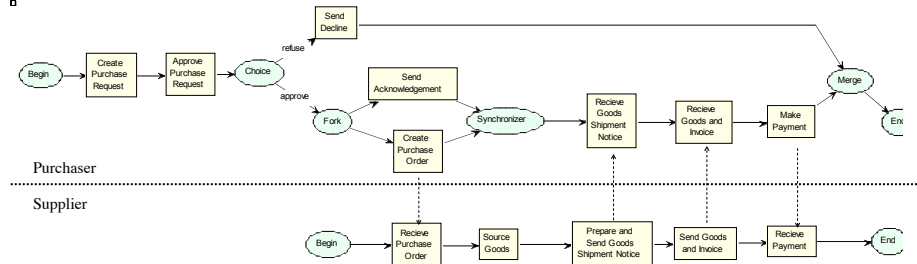 Send
Decline
refuse
Begin
Create
Purchase
Request
Approve
Purchase
Request
Choice
approve
Send
Acknowledgement
Fork
Create
Purchase
Order
Synchronizer
Recieve
Goods
Shipment
Notice
Recieve
Goods and
Invoice
Make
Payment
Merge
End
Purchaser
Supplier
Begin
Recieve
Purchase
Order
Source
Goods
Prepare and
Send Goods
Shipment Notice
Send Goods
and Invoice
Recieve
Payment
End